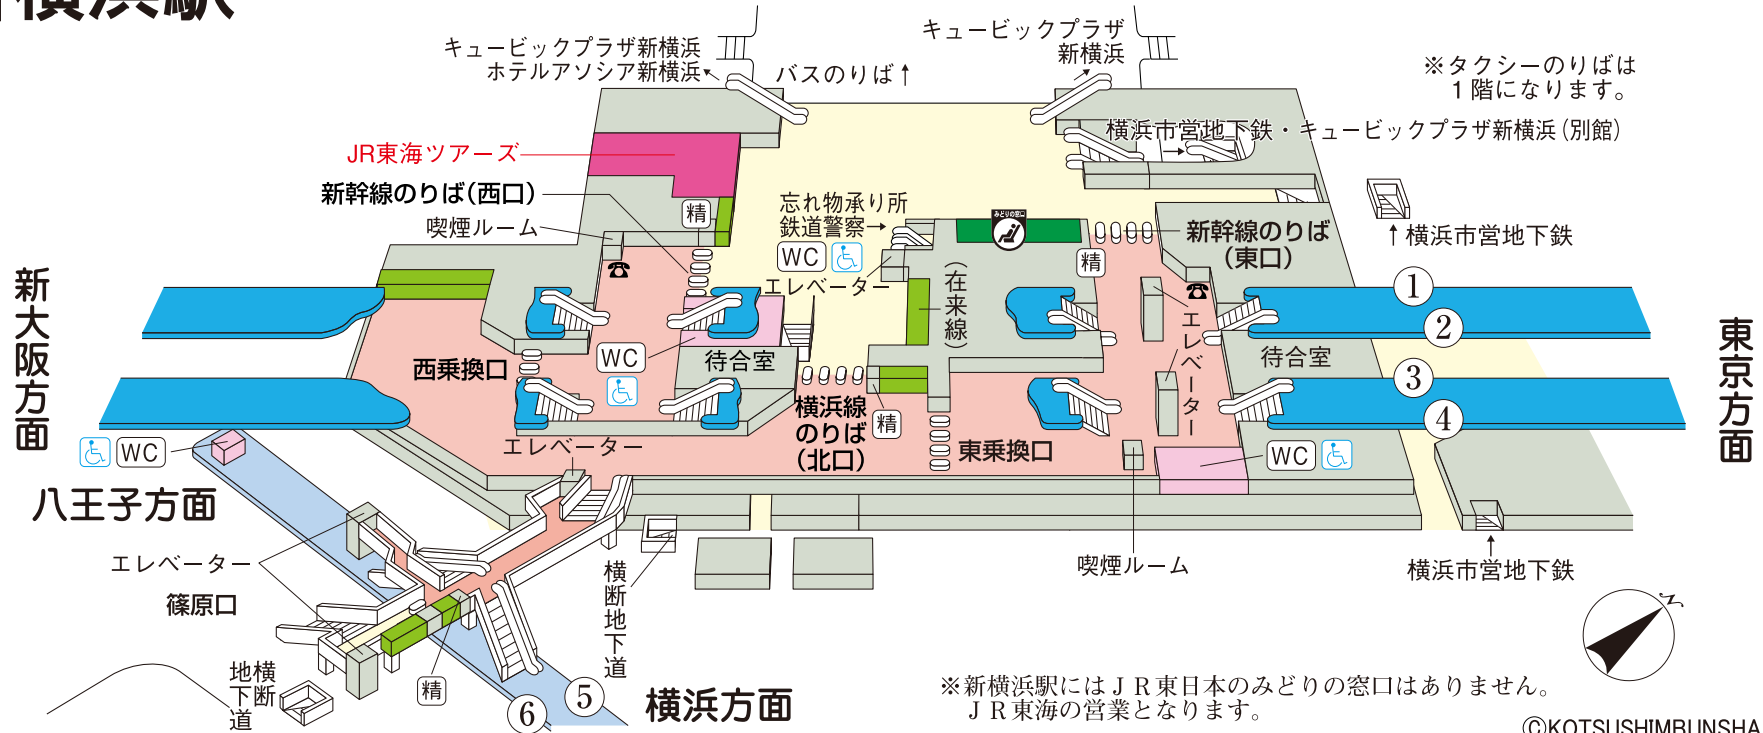 新横浜駅
キュービックプラザ新横浜
ホテルアソシア新横浜
バスのりば↑
キュービックプラザ
新横浜
※タクシーのりばは
1階になります。
横浜市営地下鉄・キュービックプラザ新横浜(別館)
JR東海ツアーズ
新幹線のりば(西口)
喫煙ルーム
精
忘れ物承り所
鉄道警察→
WC
エレベーター
みどりの窓口
(在来線)
精
新幹線のりば
(東口)
↑横浜市営地下鉄
新大阪方面
西乗換口
WC
待合室
エレベーター
待合室
1
2
3
4
東京方面
横浜線
のりば
(北口)
精
東乗換口
WC
WC
エレベーター
八王子方面
エレベーター
篠原口
横断
地下道
精
横断地下道
喫煙ルーム
横浜市営地下鉄
5
6
横浜方面
N
※新横浜駅にはJR東日本のみどりの窓口はありません。
JR東海の営業となります。
©KOTSUSHIMBUNSHA